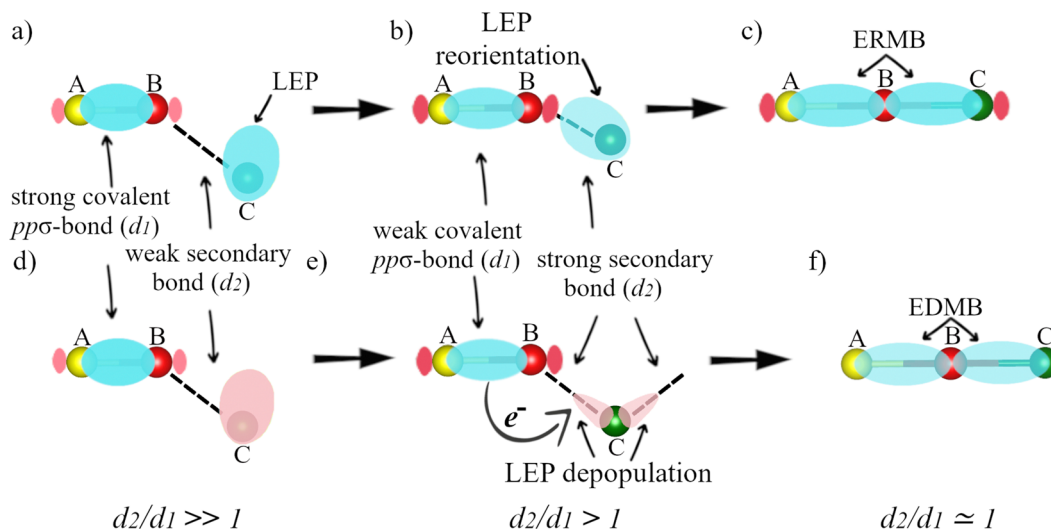 a)
A
B
LEP
C
b)
LEP
reorientation
A
B
C
c)
ERMB
A
B
C
strong covalent
ppσ-bond (d1)
weak secondary
bond (d2)
weak covalent
ppσ-bond (d1)
strong secondary
bond (d2)
d)
A
B
C
e)
A
B
e-
C
LEP depopulation
f)
EDMB
A
B
C
d2/d1 >> 1
d2/d1 > 1
d2/d1 ≃ 1